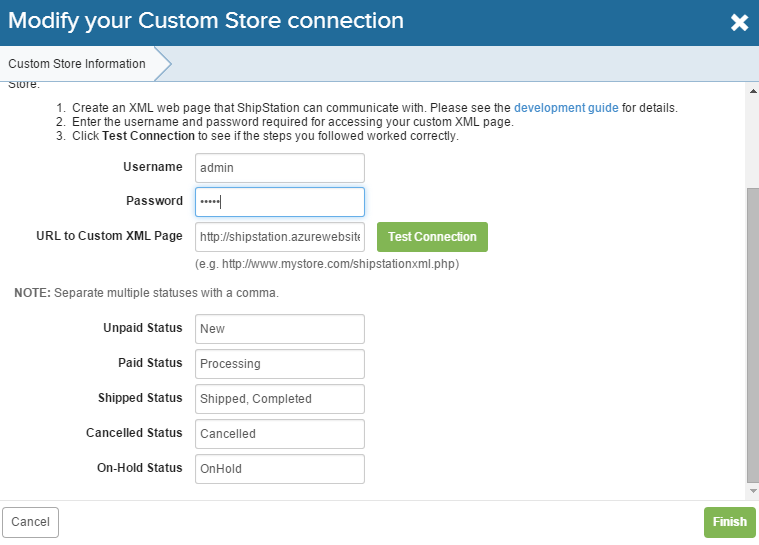 Modify your Custom Store connection
Custom Store Information
Store.
1. Create an XML web page that ShipStation can communicate with. Please see the development guide for details.
2. Enter the username and password required for accessing your custom XML page.
3. Click Test Connection to see if the steps you followed worked correctly.
Username admin
Password •••••
URL to Custom XML Page http://shipstation.azurewebsite Test Connection
(e.g. http://www.mystore.com/shipstationxml.php)
NOTE: Separate multiple statuses with a comma.
Unpaid Status New
Paid Status Processing
Shipped Status Shipped, Completed
Cancelled Status Cancelled
On-Hold Status OnHold
Cancel Finish